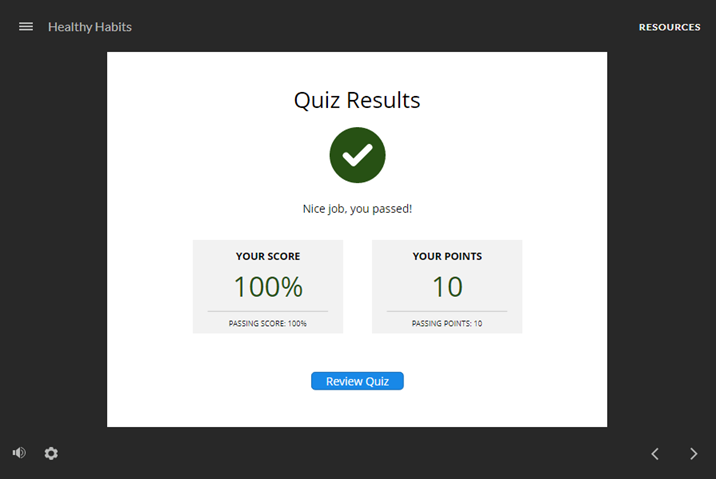 Healthy Habits
RESOURCES
Quiz Results
Nice job, you passed!
YOUR SCORE
100%
PASSING SCORE: 100%
YOUR POINTS
10
PASSING POINTS: 10
Review Quiz